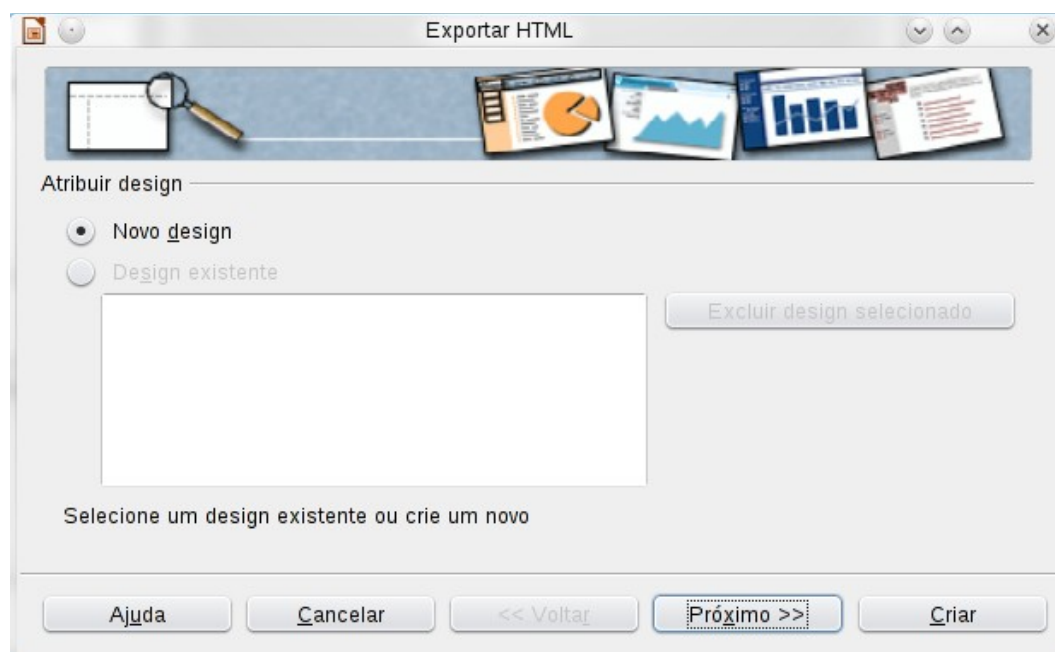 Exportar HTML
Atribuir design
Novo design
Design existente
Excluir design selecionado
Selecione um design existente ou crie um novo
Ajuda
Cancelar
<< Voltar
Próximo >>
Criar